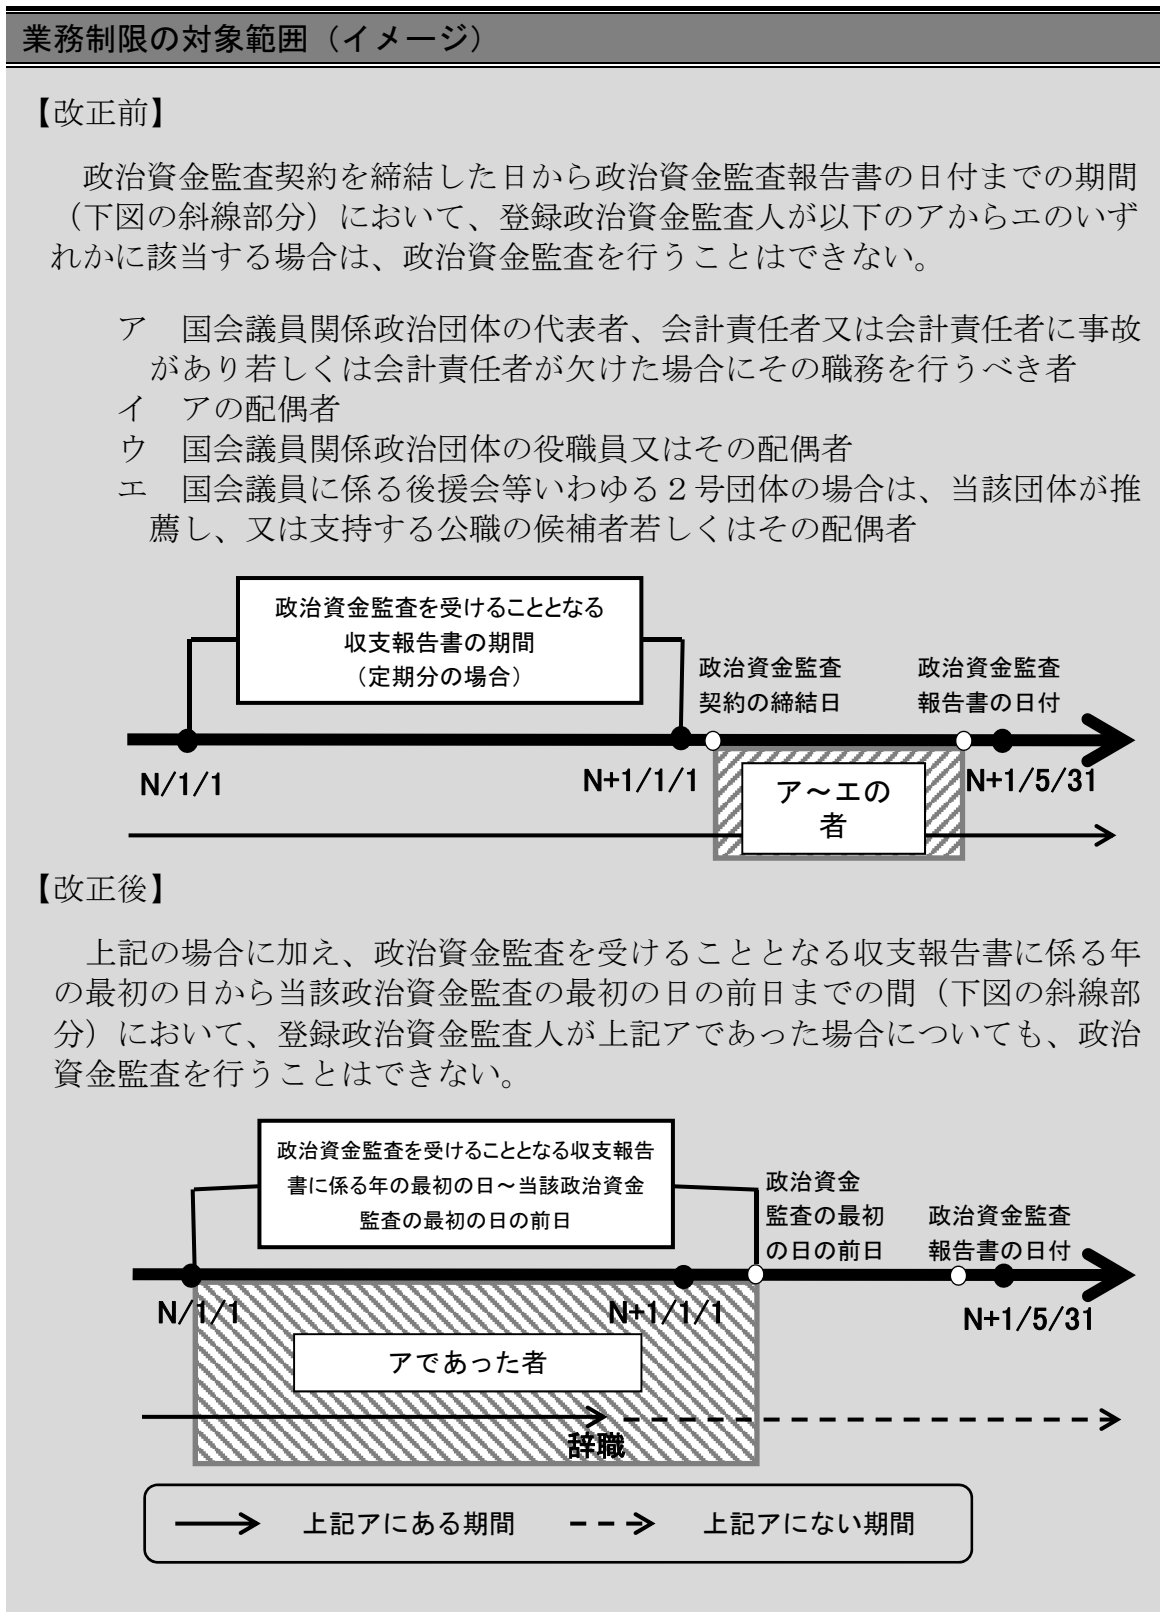 業務制限の対象範囲（イメージ）
【改正前】
政治資金監査契約を締結した日から政治資金監査報告書の日付までの期間
（下図の斜線部分）において、登録政治資金監査人が以下のアからエのいず
れかに該当する場合は、政治資金監査を行うことはできない。
ア　国会議員関係政治団体の代表者、会計責任者又は会計責任者に事故
があり若しくは会計責任者が欠けた場合にその職務を行うべき者
イ　アの配偶者
ウ　国会議員関係政治団体の役職員又はその配偶者
エ　国会議員に係る後援会等いわゆる２号団体の場合は、当該団体が推
薦し、又は支持する公職の候補者若しくはその配偶者
政治資金監査を受けることとなる
収支報告書の期間
（定期分の場合）
政治資金監査
契約の締結日
政治資金監査
報告書の日付
N/1/1
N+1/1/1
N+1/5/31
ア～エの
者
【改正後】
上記の場合に加え、政治資金監査を受けることとなる収支報告書に係る年
の最初の日から当該政治資金監査の最初の日の前日までの間（下図の斜線部
分）において、登録政治資金監査人が上記アであった場合についても、政治
資金監査を行うことはできない。
政治資金監査を受けることとなる収支報告
書に係る年の最初の日～当該政治資金
監査の最初の日の前日
政治資金
監査の最初
の日の前日
政治資金監査
報告書の日付
N/1/1
N+1/1/1
N+1/5/31
アであった者
辞職
上記アにある期間
上記アにない期間